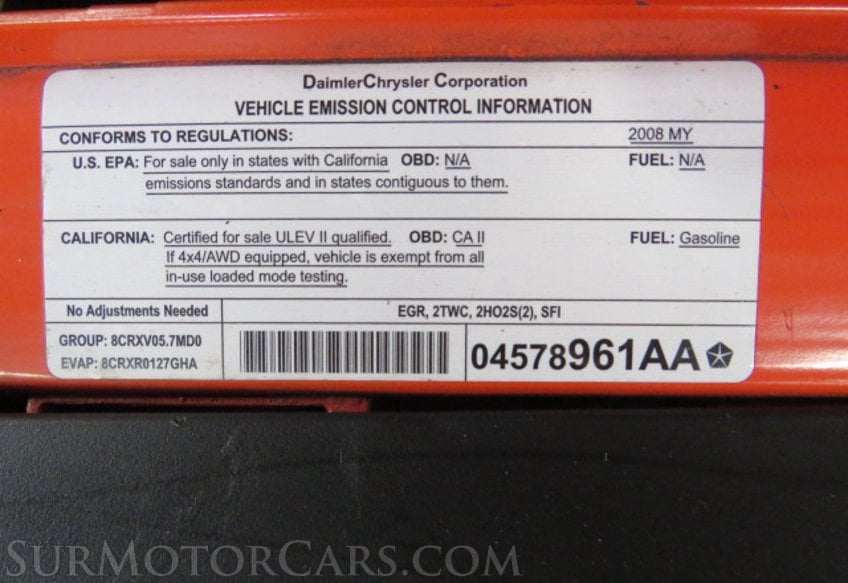 DaimlerChrysler Corporation
VEHICLE EMISSION CONTROL INFORMATION
CONFORMS TO REGULATIONS: 2008 MY
U.S. EPA: For sale only in states with California OBD: N/A FUEL: N/A
emissions standards and in states contiguous to them.
CALIFORNIA: Certified for sale ULEV II qualified. OBD: CA II FUEL: Gasoline
If 4x4/AWD equipped, vehicle is exempt from all
in-use loaded mode testing.
No Adjustments Needed EGR, 2TWC, 2HO2S(2), SFI
GROUP: 8CRXV05.7MD0
EVAP: 8CRXR0127GHA
04578961AA
SURMOTORCARS.COM